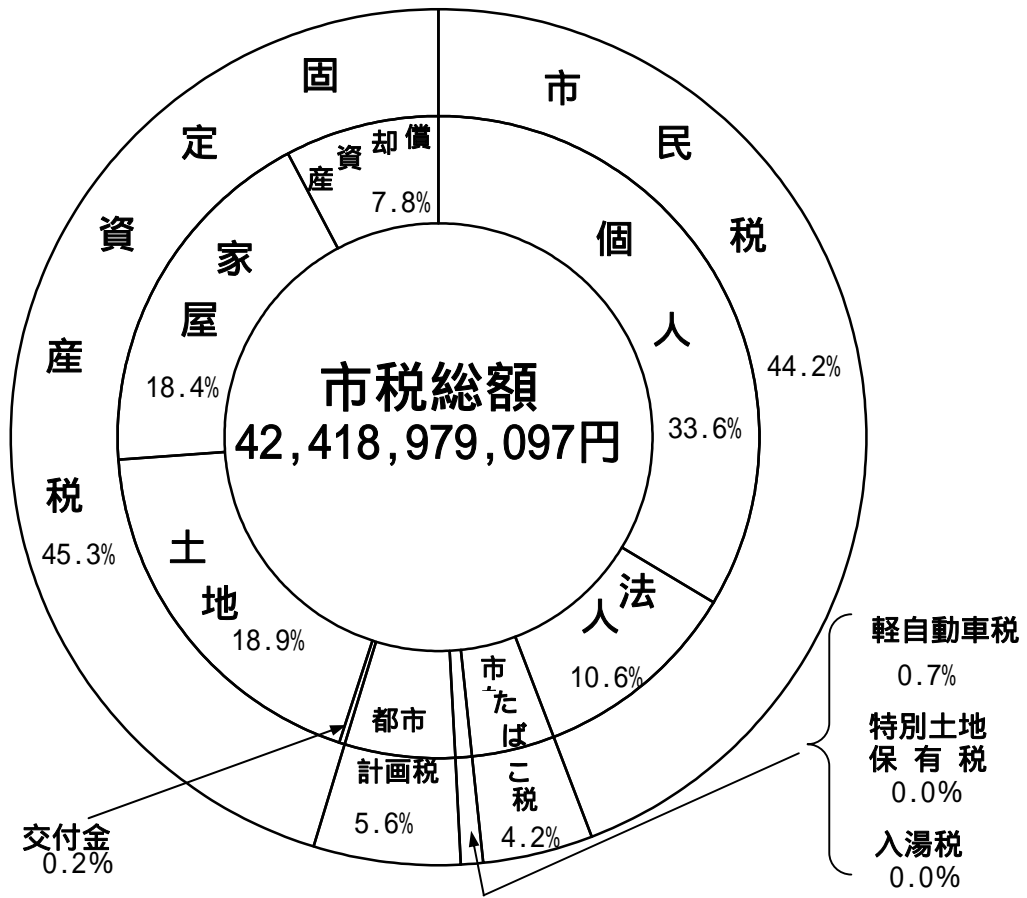 市税総額
42,418,979,097円
市民税
44.2%
個人
33.6%
法人
10.6%
市たばこ税
4.2%
軽自動車税
0.7%
特別土地
保有税
0.0%
入湯税
0.0%
都市
計画税
5.6%
交付金
0.2%
固定資産税
45.3%
土地
18.9%
家屋
18.4%
償却資産
7.8%